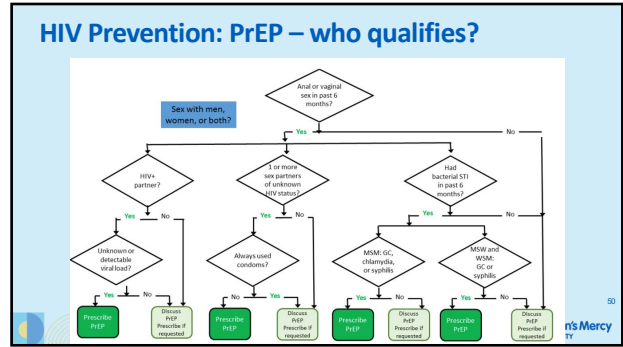 HIV Prevention: PrEP – who qualifies?
Anal or vaginal
sex in past 6
months?
Sex with men,
women, or both?
Yes
No
HIV+
partner?
1 or more
sex partners
of unknown
HIV status?
Had
bacterial STI
in past 6
months?
Yes
No
Yes
No
Yes
No
Unknown or
detectable
viral load?
Always used
condoms?
MSM: GC,
chlamydia,
or syphilis
MSW and
WSM:
GC or
syphilis
Yes
No
No
Yes
Yes
No
Yes
No
Prescribe
PrEP
Discuss
PrEP
Prescribe if
requested
Prescribe
PrEP
Discuss
PrEP
Prescribe if
requested
Prescribe
PrEP
Discuss
PrEP
Prescribe if
requested
Prescribe
PrEP
Discuss
PrEP
Prescribe if
requested
50
n's Mercy
TY